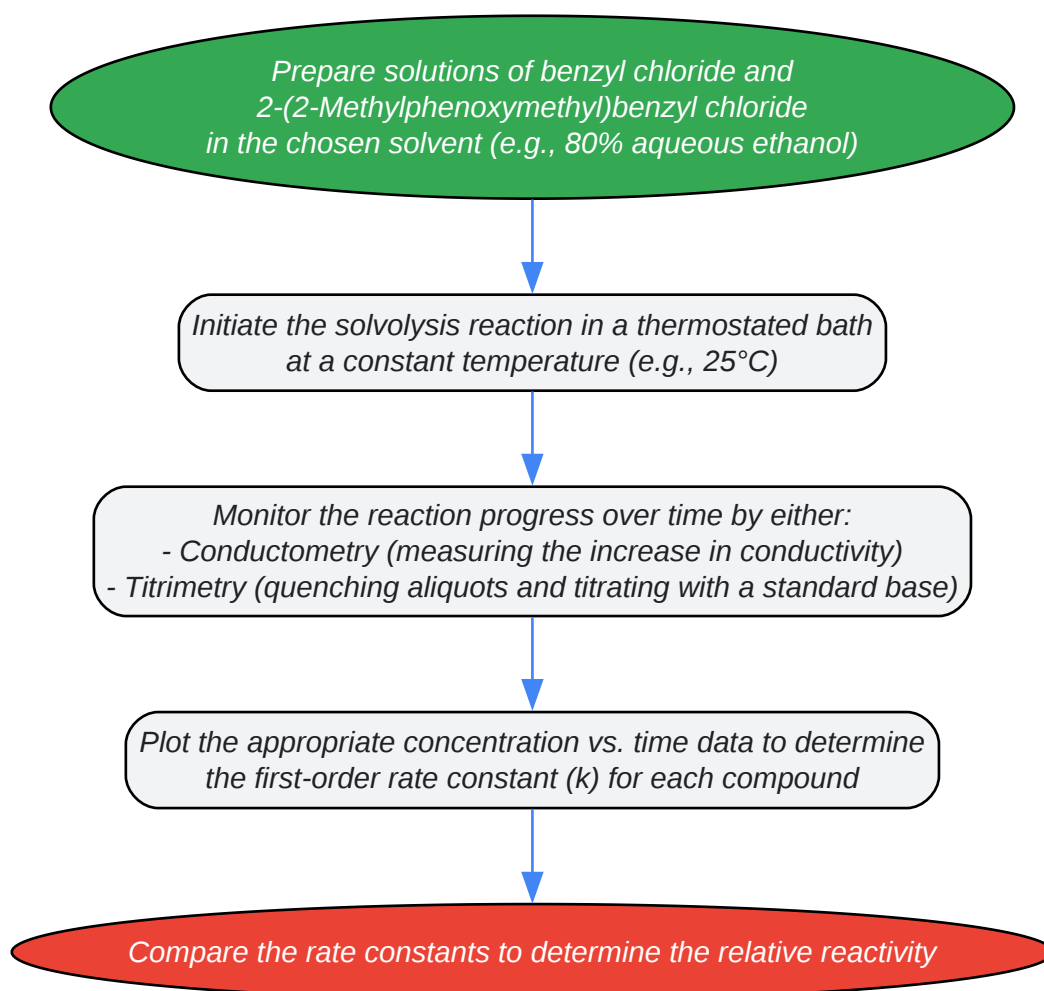 Prepare solutions of benzyl chloride and
2-(2-Methylphenoxymethyl)benzyl chloride
in the chosen solvent (e.g., 80% aqueous ethanol)
Initiate the solvolysis reaction in a thermostated bath
at a constant temperature (e.g., 25°C)
Monitor the reaction progress over time by either:
- Conductometry (measuring the increase in conductivity)
- Titrimetry (quenching aliquots and titrating with a standard base)
Plot the appropriate concentration vs. time data to determine
the first-order rate constant (k) for each compound
Compare the rate constants to determine the relative reactivity